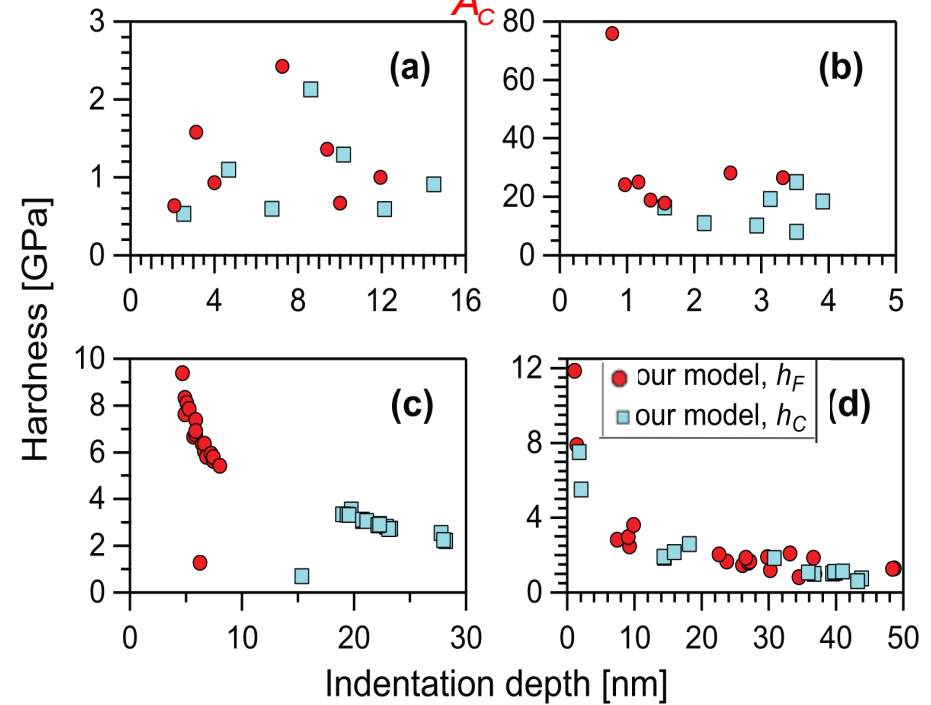 A_C
3
2
1
0
0 4 8 12 16
(a)
80
60
40
20
0
0 1 2 3 4 5
(b)
Hardness [GPa]
10
8
6
4
2
0
0 10 20 30
(c)
12
8
4
0
0 10 20 30 40 50
our model, h_F
our model, h_C
(d)
Indentation depth [nm]